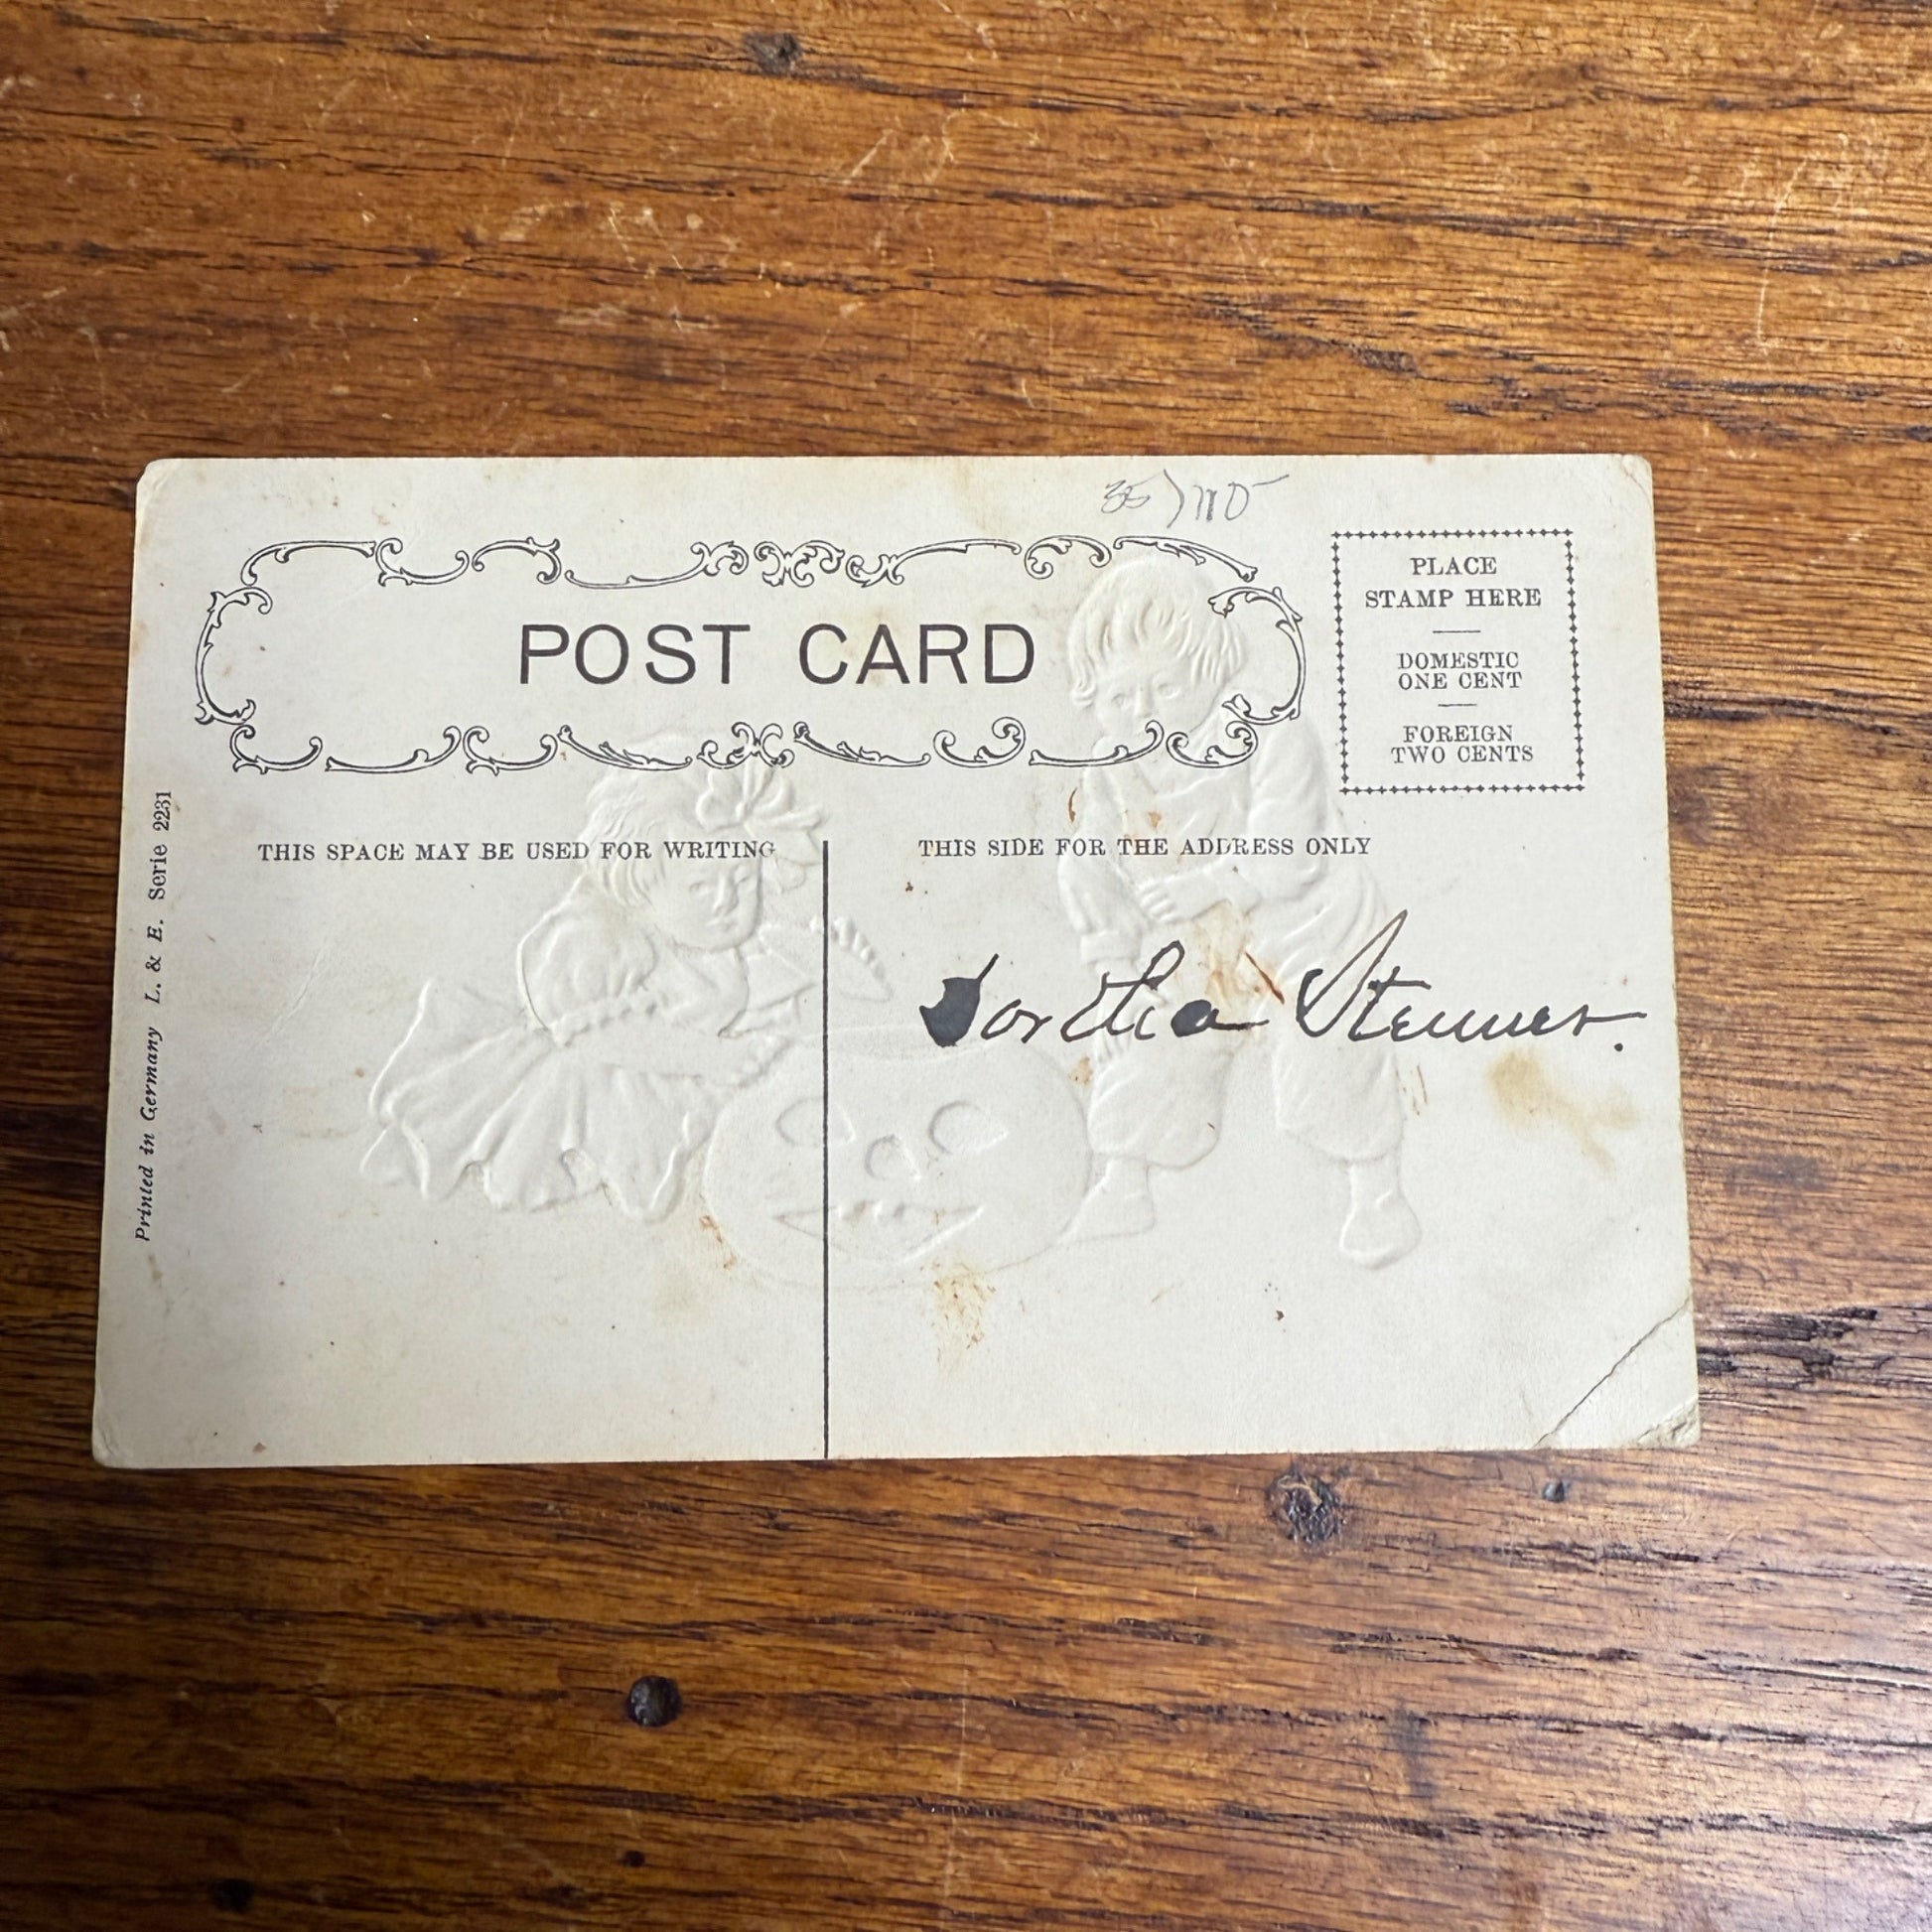 35 )110
POST CARD
PLACE
STAMP HERE
DOMESTIC
ONE CENT
FOREIGN
TWO CENTS
THIS SPACE MAY BE USED FOR WRITING
THIS SIDE FOR THE ADDRESS ONLY
Printed in Germany L. & E. Serie 2231